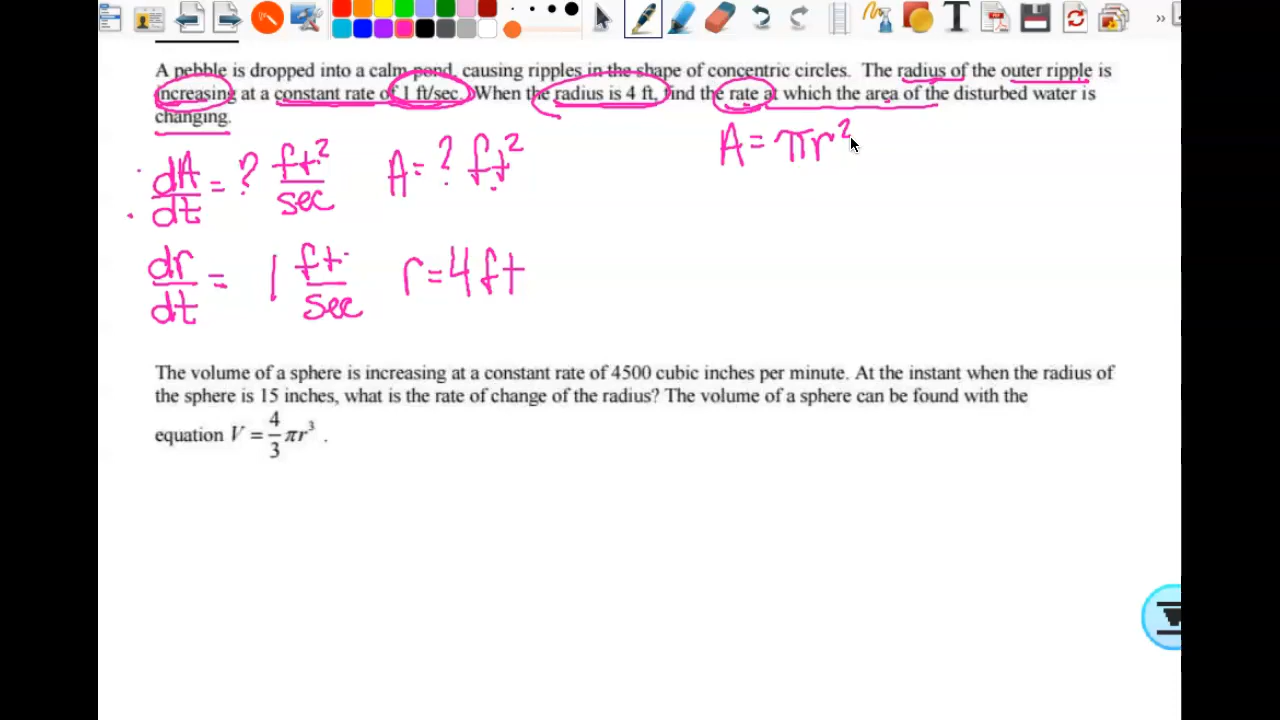 A pebble is dropped into a calm pond, causing ripples in the shape of concentric circles. The radius of the outer ripple is
increasing at a constant rate of 1 ft/sec. When the radius is 4 ft, find the rate at which the area of the disturbed water is
changing.
A = πr²
dA/dt = ? ft²/sec A = ? ft²
dr/dt = 1 ft/sec r = 4 ft
The volume of a sphere is increasing at a constant rate of 4500 cubic inches per minute. At the instant when the radius of
the sphere is 15 inches, what is the rate of change of the radius? The volume of a sphere can be found with the
equation V = 4/3 πr³ .